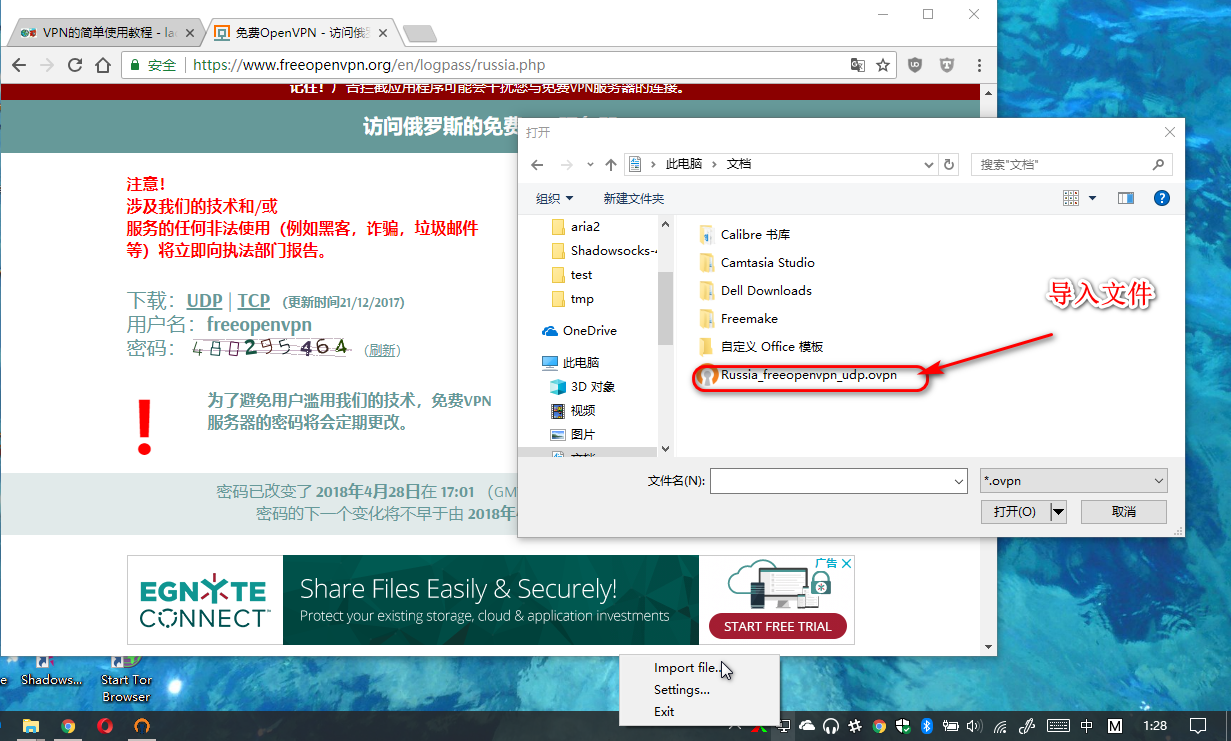 VPN的简单使用教程 - la
免费OpenVPN - 访问俄
安全
https://www.freeopenvpn.org/en/logpass/russia.php
记住！广告拦截应用程序可能会干扰您与免费VPN服务器的连接。
访问俄罗斯的免费
注意！
涉及我们的技术和/或
服务的任何非法使用（例如黑客，诈骗，垃圾邮件
等）将立即向执法部门报告。
下载：UDP | TCP （更新时间21/12/2017）
用户名：freeopenvpn
密码： 480295464 （刷新）
!
为了避免用户滥用我们的技术，免费VPN
服务器的密码将会定期更改。
密码已改变了 2018年4月28日在 17:01 （GM
密码的下一个变化将不早于由 2018年
EGNYTE
CONNECT™
Share Files Easily & Securely!
Protect your existing storage, cloud & application investments
广告
START FREE TRIAL
打开
此电脑
文档
搜索"文档"
组织
新建文件夹
?
aria2
Shadowsocks-
test
tmp
OneDrive
此电脑
3D 对象
视频
图片
文档
Calibre 书库
Camtasia Studio
Dell Downloads
Freemake
自定义 Office 模板
Russia_freeopenvpn_udp.ovpn
导入文件
文件名(N):
*.ovpn
打开(O)
取消
Import file...
Settings...
Exit
e
Shadows...
Start Tor
Browser
中
M
1:28